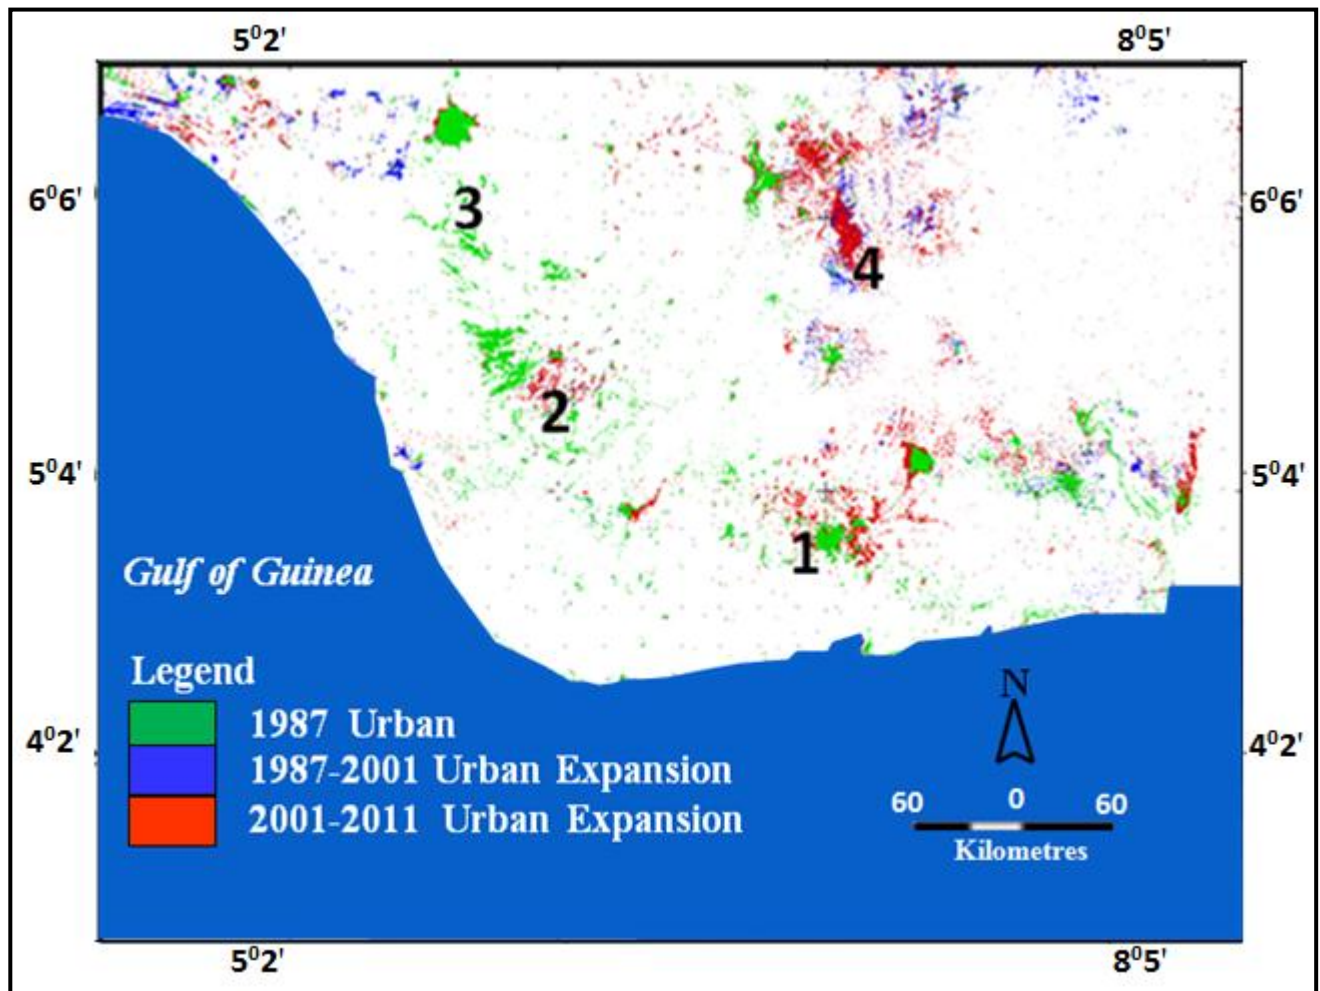 5⁰2' 8⁰5'
6⁰6' 6⁰6'
3
4
2
5⁰4' 5⁰4'
1
Gulf of Guinea
Legend
N
1987 Urban
4⁰2' 4⁰2'
1987-2001 Urban Expansion
60 0 60
2001-2011 Urban Expansion
Kilometres
5⁰2' 8⁰5'